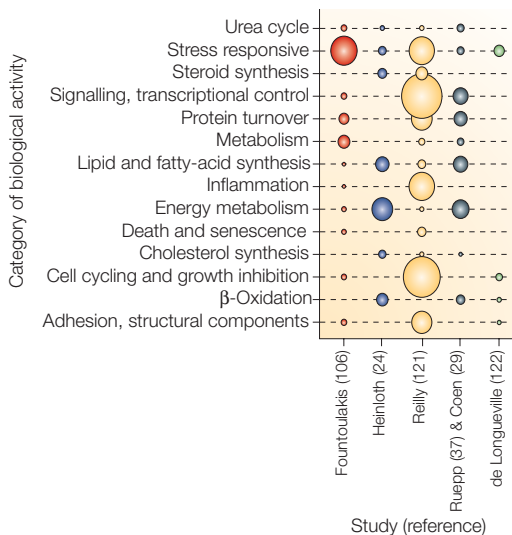 Category of biological activity
Urea cycle
Stress responsive
Steroid synthesis
Signalling, transcriptional control
Protein turnover
Metabolism
Lipid and fatty-acid synthesis
Inflammation
Energy metabolism
Death and senescence
Cholesterol synthesis
Cell cycling and growth inhibition
β-Oxidation
Adhesion, structural components
Fountoulakis (106)
Heinloth (24)
Reilly (121)
Ruepp (37) & Coen (29)
de Longueville (122)
Study (reference)